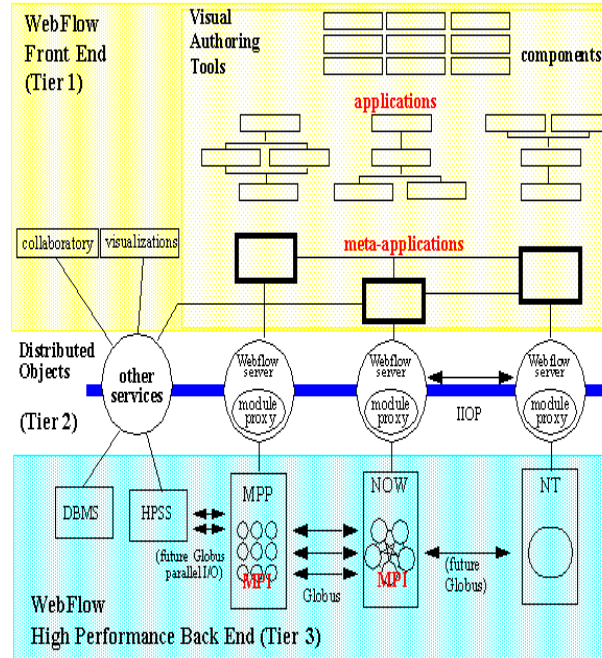 WebFlow
Front End
(Tier 1)
Visual
Authoring
Tools
components
applications
meta-applications
collaboratory
visualizations
Distributed
Objects
(Tier 2)
other
services
Webflow
server
module
proxy
Webflow
server
module
proxy
IIOP
Webflow
server
module
proxy
DBMS
HPSS
(future Globus
parallel I/O)
MPP
MPI
Globus
NOW
MPI
(future
Globus)
NT
WebFlow
High Performance Back End (Tier 3)